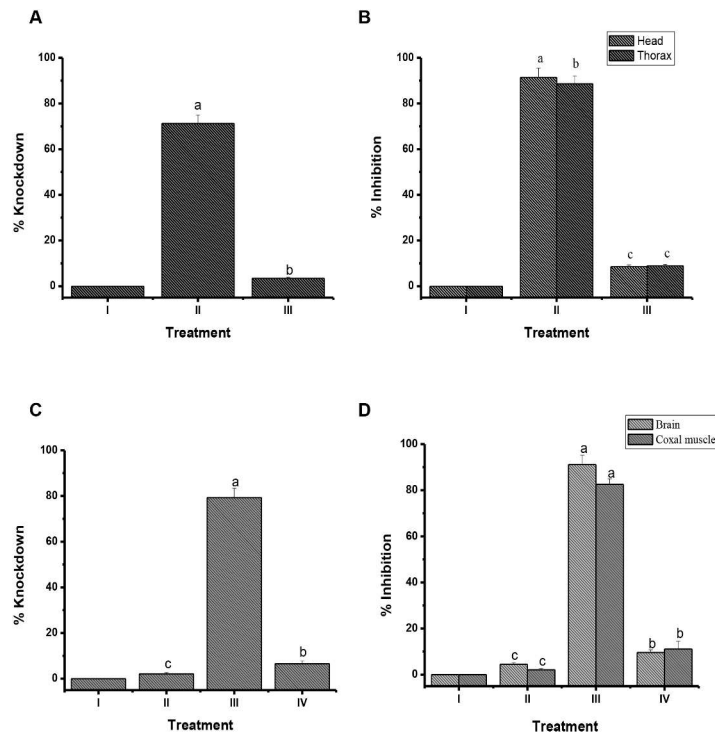 A
100
80
60
40
20
0
% Knockdown
a
b
I II III
Treatment
B
Head
Thorax
100
80
60
40
20
0
% Inhibition
a b
c c
I II III
Treatment
C
100
80
60
40
20
0
% Knockdown
a
c
b
I II III IV
Treatment
D
Brain
Coxal muscle
100
80
60
40
20
0
% Inhibition
a
a
c c
b b
I II III IV
Treatment